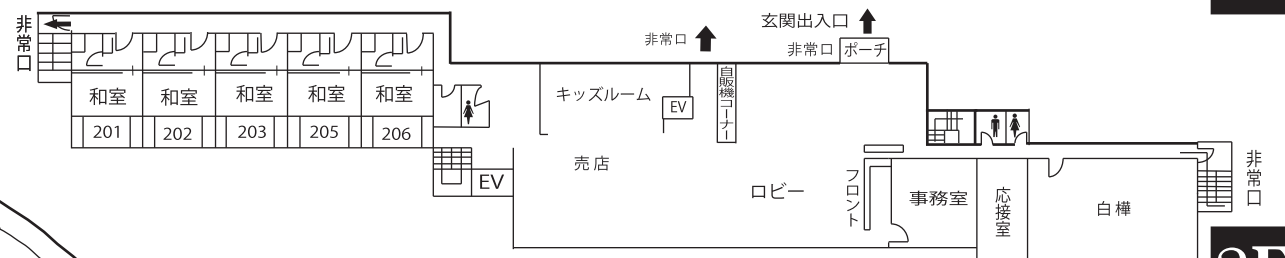 非常口
玄関出入口
非常口
非常口
ポーチ
和室
和室
和室
和室
和室
201
202
203
205
206
キッズルーム
EV
自販機コーナー
売店
EV
ロビー
フロント
事務室
応接室
白樺
非常口